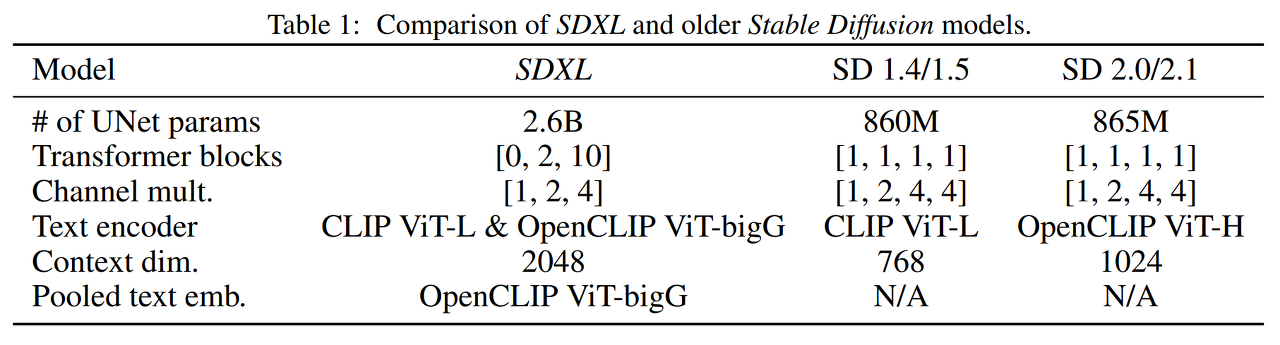 Table 1: Comparison of SDXL and older Stable Diffusion models.
Model SDXL SD 1.4/1.5 SD 2.0/2.1
# of UNet params 2.6B 860M 865M
Transformer blocks [0, 2, 10] [1, 1, 1, 1] [1, 1, 1, 1]
Channel mult. [1, 2, 4] [1, 2, 4, 4] [1, 2, 4, 4]
Text encoder CLIP ViT-L & OpenCLIP ViT-bigG CLIP ViT-L OpenCLIP ViT-H
Context dim. 2048 768 1024
Pooled text emb. OpenCLIP ViT-bigG N/A N/A